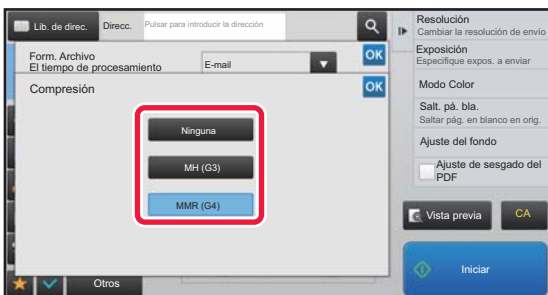 Lib. de direc.
Direcc.
Pulsar para introducir la dirección
Form. Archivo
El tiempo de procesamiento
E-mail
OK
Compresión
OK
Ninguna
MH (G3)
MMR (G4)
Otros
Resolución
Cambiar la resolución de envío
Exposición
Especifique expos. a enviar
Modo Color
Salt. pá. bla.
Saltar pág. en blanco en orig.
Ajuste del fondo
Ajuste de sesgado del
PDF
Vista previa
CA
Iniciar